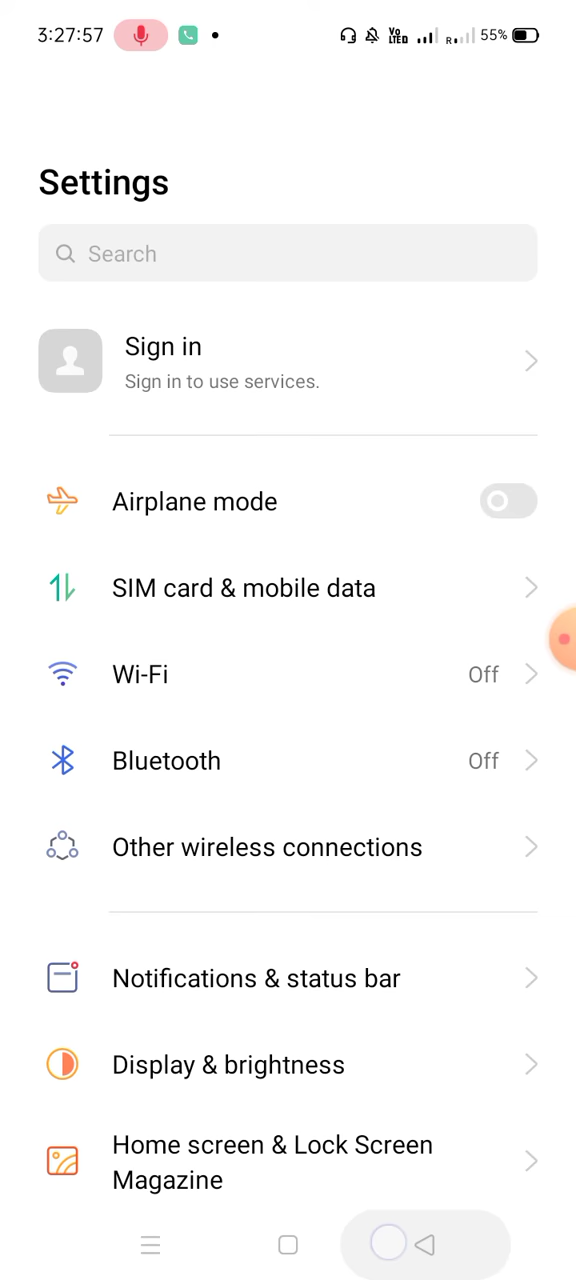 3:27:57 VoLTED R 55%
Settings
Search
Sign in
Sign in to use services.
Airplane mode
SIM card & mobile data
Wi-Fi Off
Bluetooth Off
Other wireless connections
Notifications & status bar
Display & brightness
Home screen & Lock Screen
Magazine